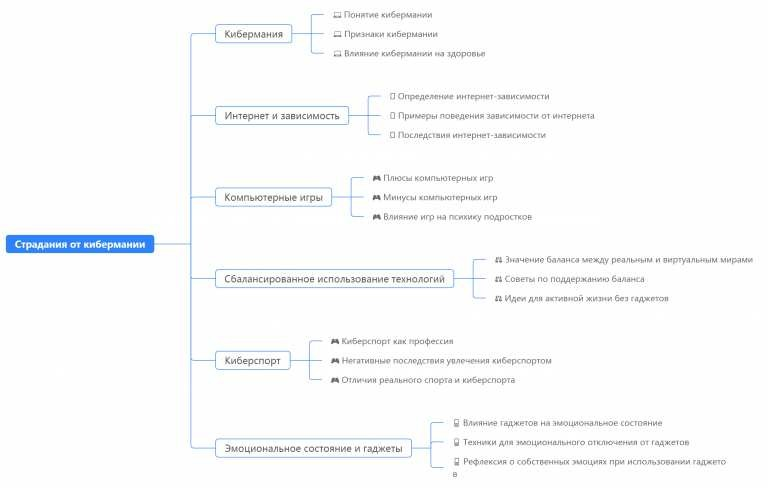 Кибермания
Понятие кибермании
Признаки кибермании
Влияние кибермании на здоровье
Интернет и зависимость
Определение интернет-зависимости
Примеры поведения зависимости от интернета
Последствия интернет-зависимости
Компьютерные игры
Плюсы компьютерных игр
Минусы компьютерных игр
Влияние игр на психику подростков
Страдания от кибермании
Сбалансированное использование технологий
Значение баланса между реальным и виртуальным мирами
Советы по поддержанию баланса
Идеи для активной жизни без гаджетов
Киберспорт
Киберспорт как профессия
Негативные последствия увлечения киберспортом
Отличия реального спорта и киберспорта
Эмоциональное состояние и гаджеты
Влияние гаджетов на эмоциональное состояние
Техники для эмоционального отключения от гаджетов
Рефлексия о собственных эмоциях при использовании гаджето
в